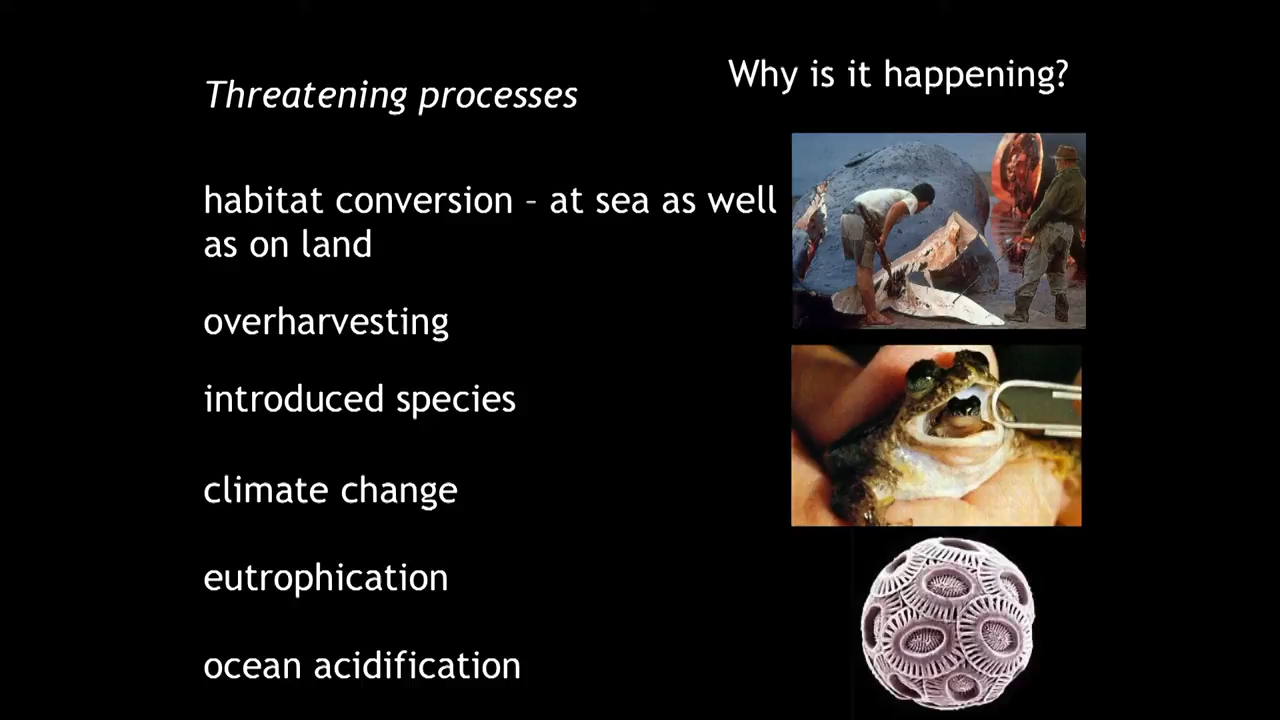 Why is it happening?
Threatening processes
habitat conversion – at sea as well
as on land
overharvesting
introduced species
climate change
eutrophication
ocean acidification